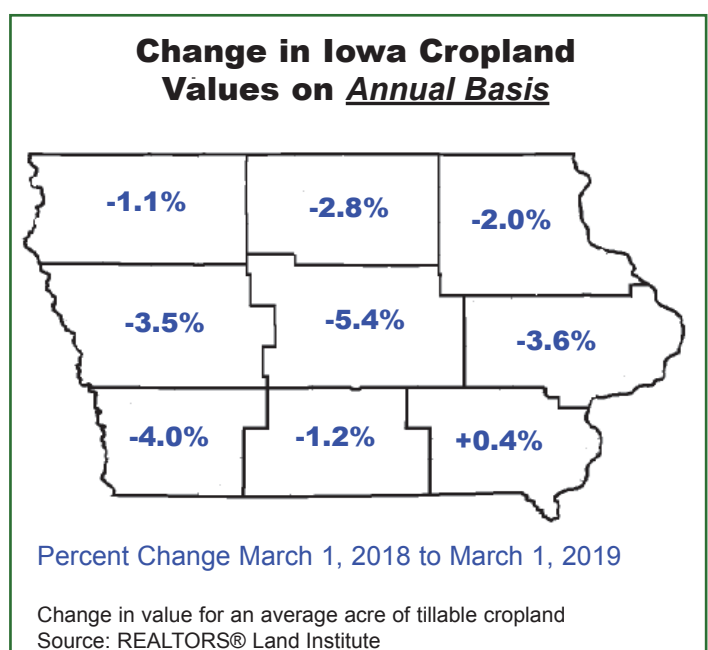 Change in Iowa Cropland
Values on Annual Basis
-1.1%
-2.8%
-2.0%
-3.5%
-5.4%
-3.6%
-4.0%
-1.2%
+0.4%
Percent Change March 1, 2018 to March 1, 2019
Change in value for an average acre of tillable cropland
Source: REALTORS® Land Institute